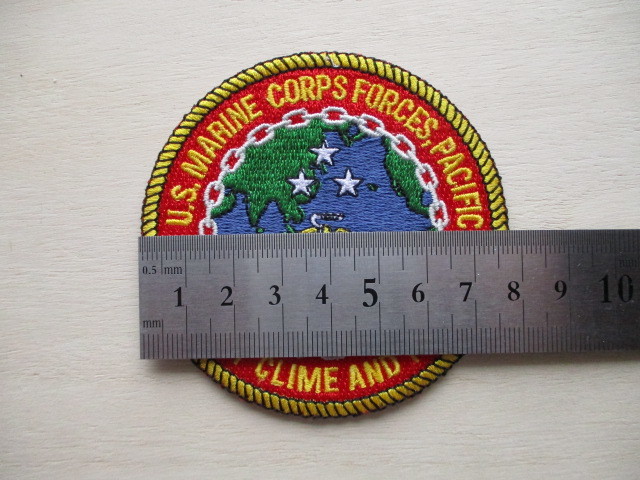 U.S. MARINE CORPS FORCES, PACIFIC
0.5 mm
1 2 3 4 5 6 7 8 9 10
mm
CLIME AND